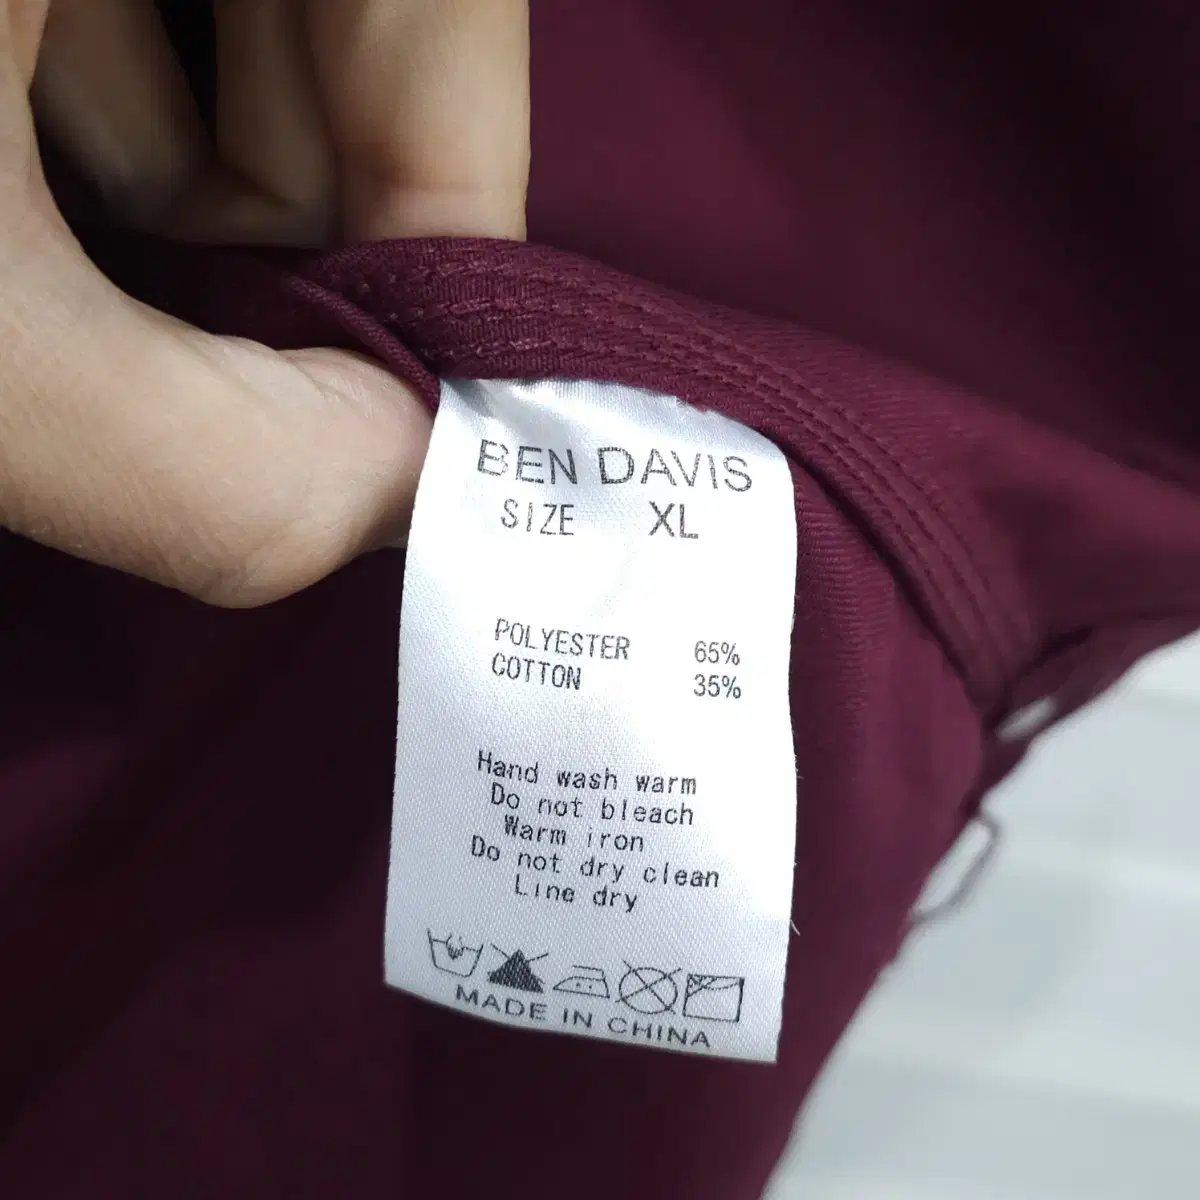 BEN DAVIS
SIZE XL
POLYESTER 65%
COTTON 35%
Hand wash warm
Do not bleach
Warm iron
Do not dry clean
Line dry
MADE IN CHINA